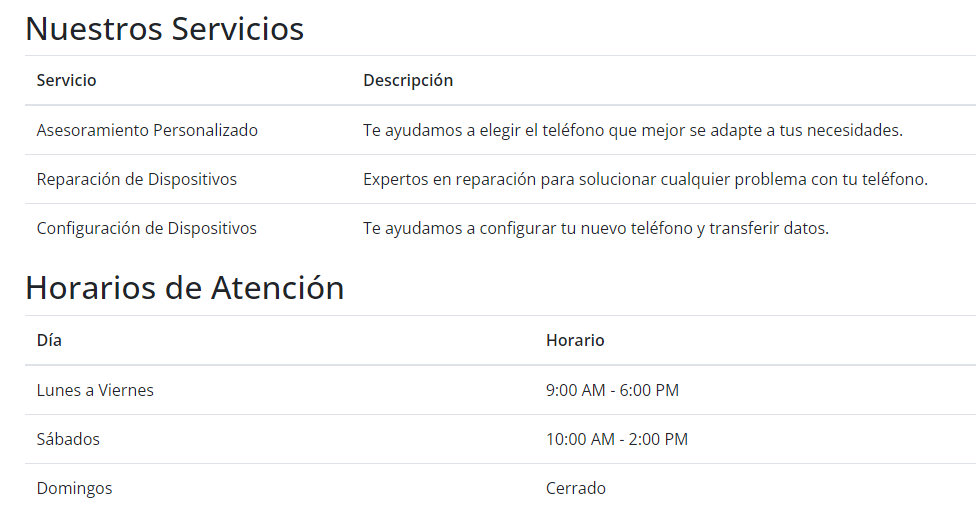 Nuestros Servicios
Servicio Descripción
Asesoramiento Personalizado Te ayudamos a elegir el teléfono que mejor se adapte a tus necesidades.
Reparación de Dispositivos Expertos en reparación para solucionar cualquier problema con tu teléfono.
Configuración de Dispositivos Te ayudamos a configurar tu nuevo teléfono y transferir datos.
Horarios de Atención
Día Horario
Lunes a Viernes 9:00 AM - 6:00 PM
Sábados 10:00 AM - 2:00 PM
Domingos Cerrado